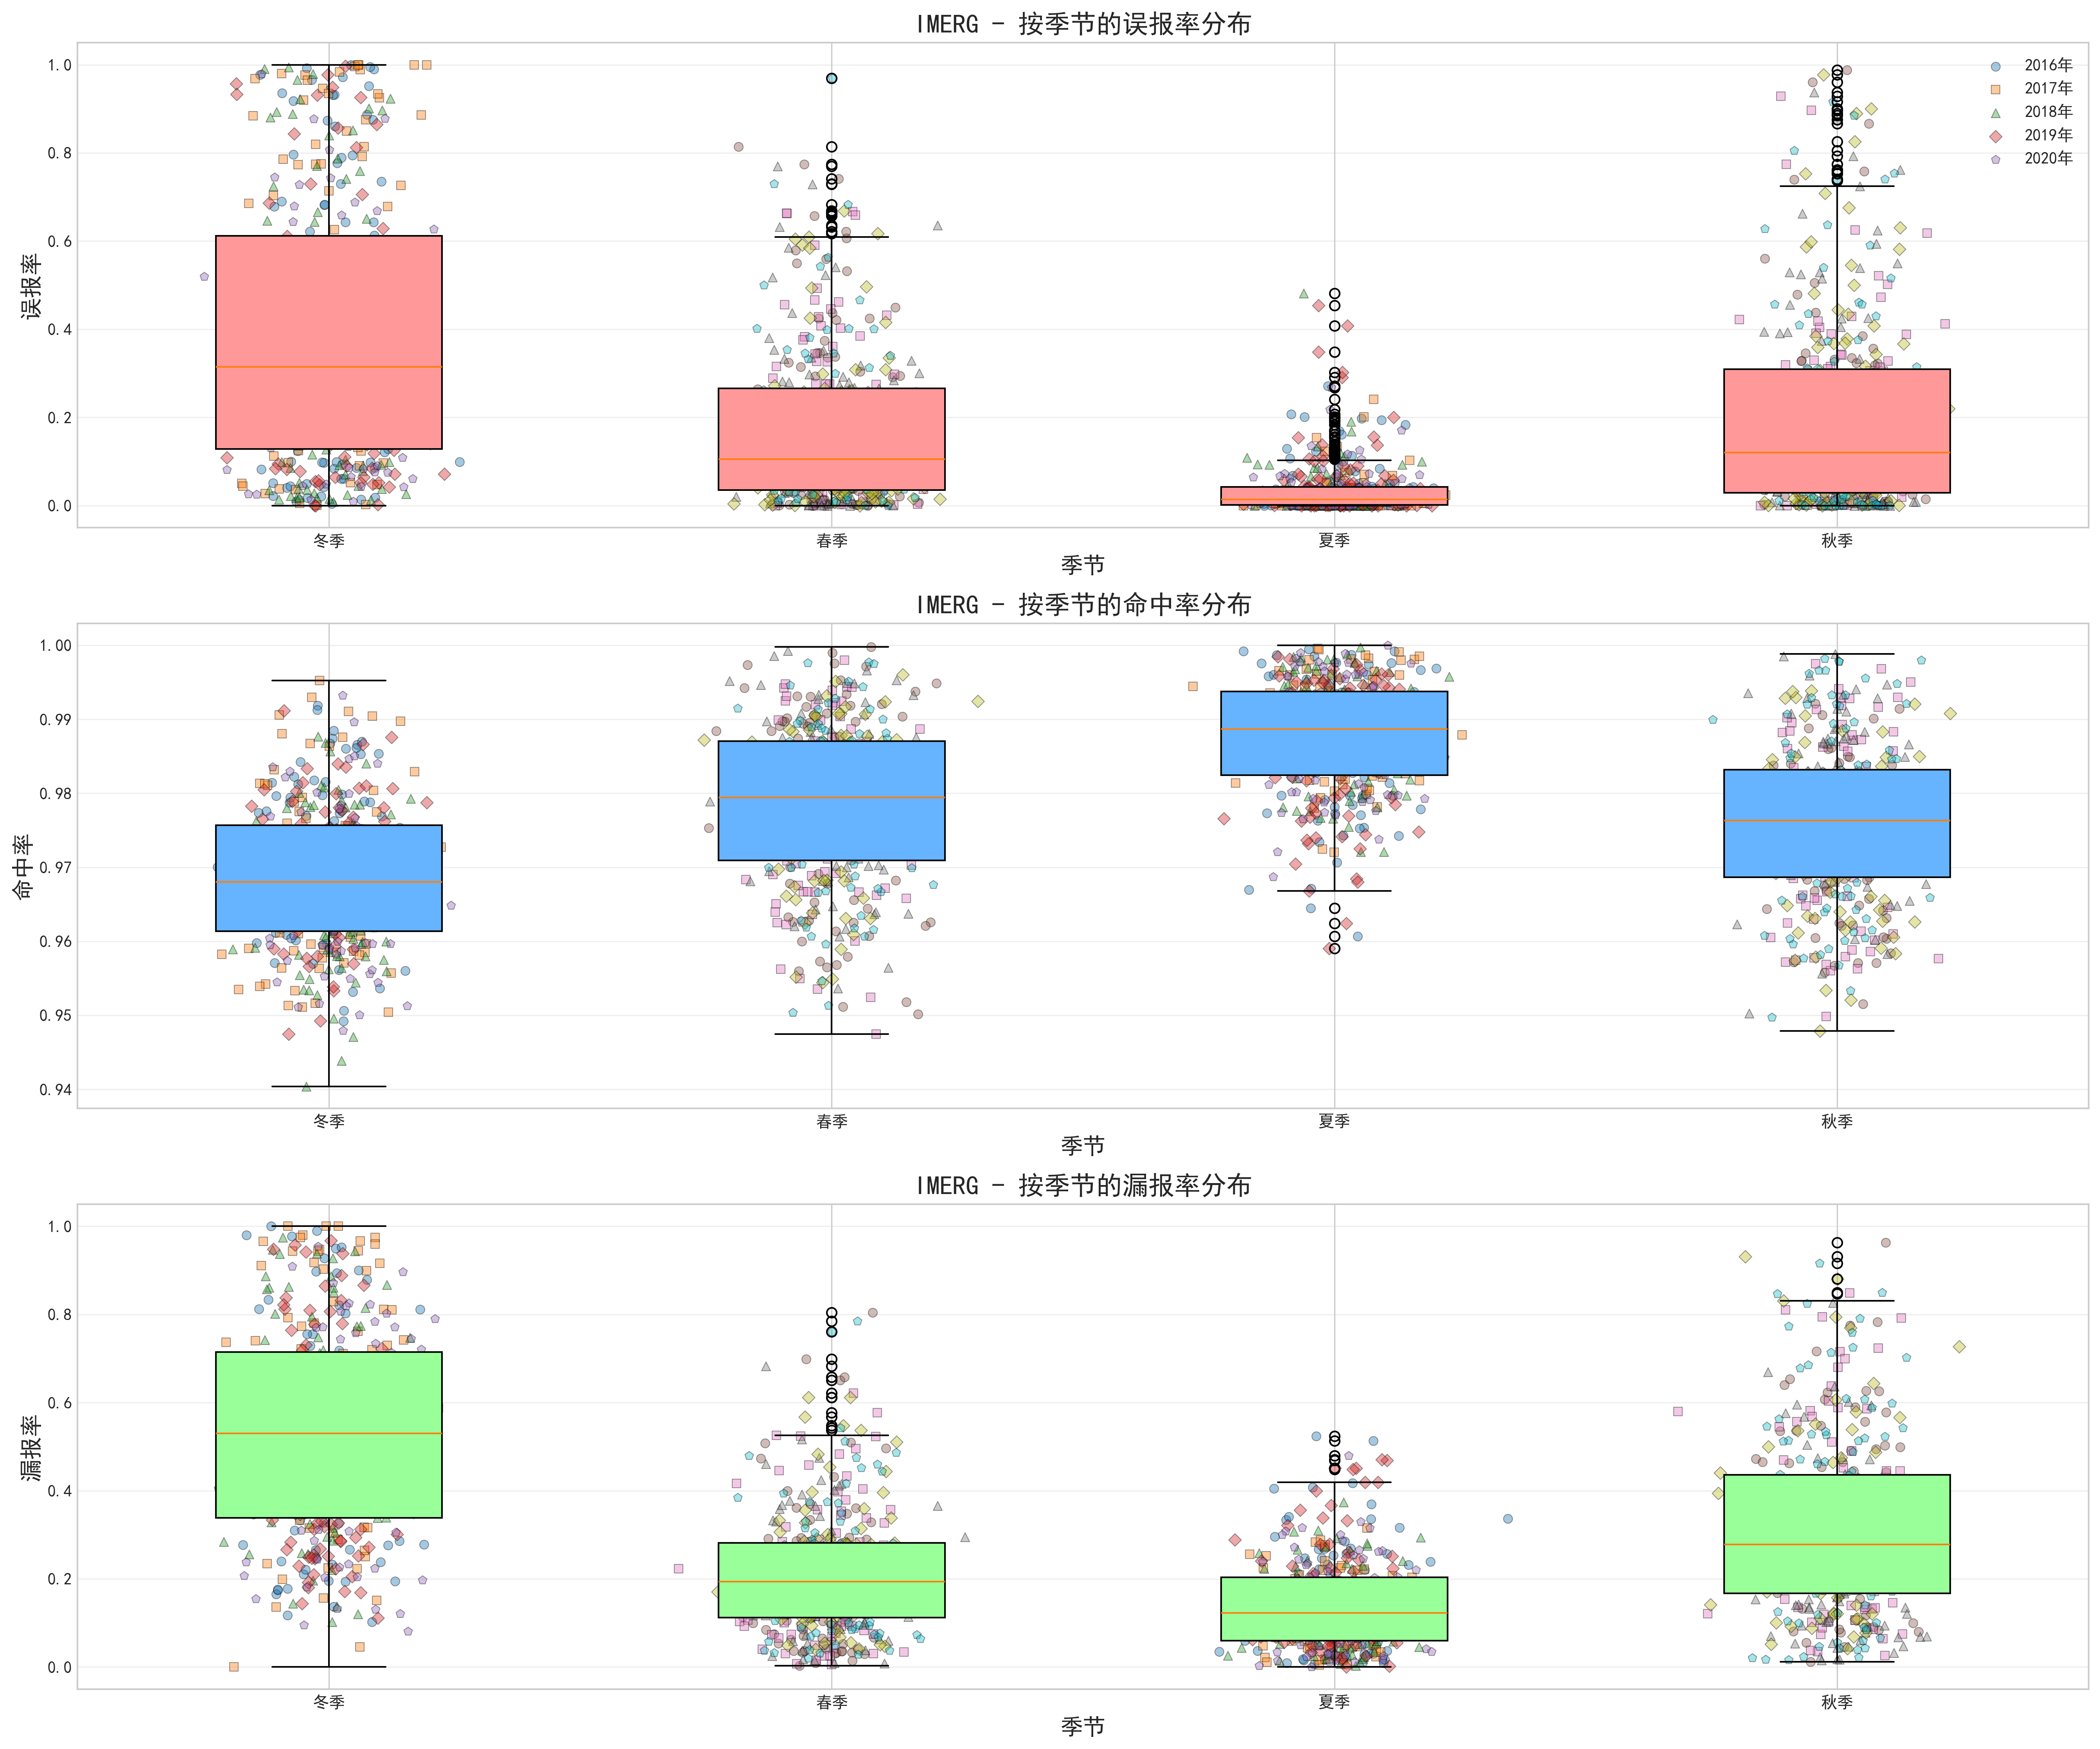 IMERG - 按季节的误报率分布
误报率
1.0
0.8
0.6
0.4
0.2
0.0
2016年
2017年
2018年
2019年
2020年
冬季
春季
夏季
秋季
季节
IMERG - 按季节的命中率分布
命中率
1.00
0.99
0.98
0.97
0.96
0.95
0.94
冬季
春季
夏季
秋季
季节
IMERG - 按季节的漏报率分布
漏报率
1.0
0.8
0.6
0.4
0.2
0.0
冬季
春季
夏季
秋季
季节